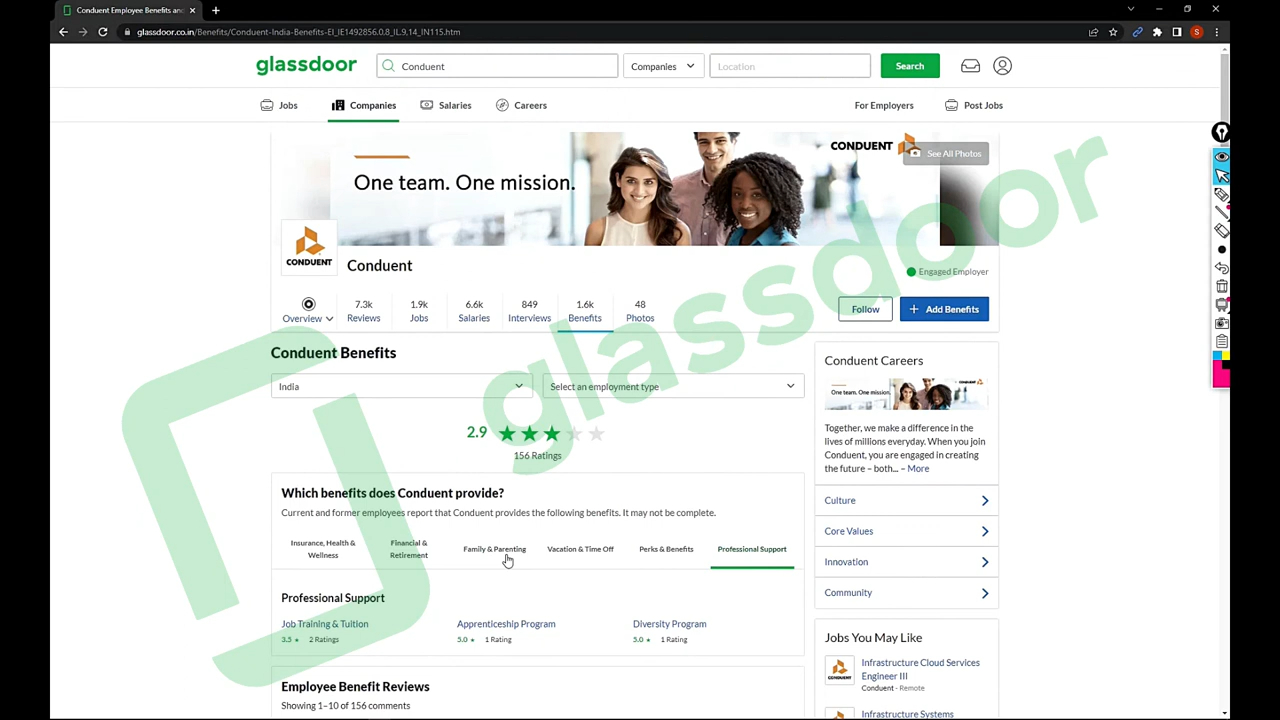 Conduent Employee Benefits and
glassdoor.co.in/Benefits/Conduent-India-Benefits-EI_IE1492856.0.8_IL.9,14_IN115.htm
glassdoor
Conduent
Companies
Location
Search
Jobs
Companies
Salaries
Careers
For Employers
Post Jobs
One team. One mission.
CONDUENT
See All Photos
CONDUENT
Conduent
Engaged Employer
Overview
7.3k
Reviews
1.9k
Jobs
6.6k
Salaries
849
Interviews
1.6k
Benefits
48
Photos
Follow
+ Add Benefits
Conduent Benefits
India
Select an employment type
2.9
156 Ratings
Which benefits does Conduent provide?
Current and former employees report that Conduent provides the following benefits. It may not be complete.
Insurance, Health &
Wellness
Financial &
Retirement
Family & Parenting
Vacation & Time Off
Perks & Benefits
Professional Support
Professional Support
Job Training & Tuition
3.5 ★ 2 Ratings
Apprenticeship Program
5.0 ★ 1 Rating
Diversity Program
5.0 ★ 1 Rating
Employee Benefit Reviews
Showing 1–10 of 156 comments
Conduent Careers
One team. One mission.
Together, we make a difference in the
lives of millions everyday. When you join
Conduent, you are engaged in creating
the future – both... – More
Culture
Core Values
Innovation
Community
Jobs You May Like
Infrastructure Cloud Services
Engineer III
Conduent - Remote
Infrastructure Systems
glassdoor